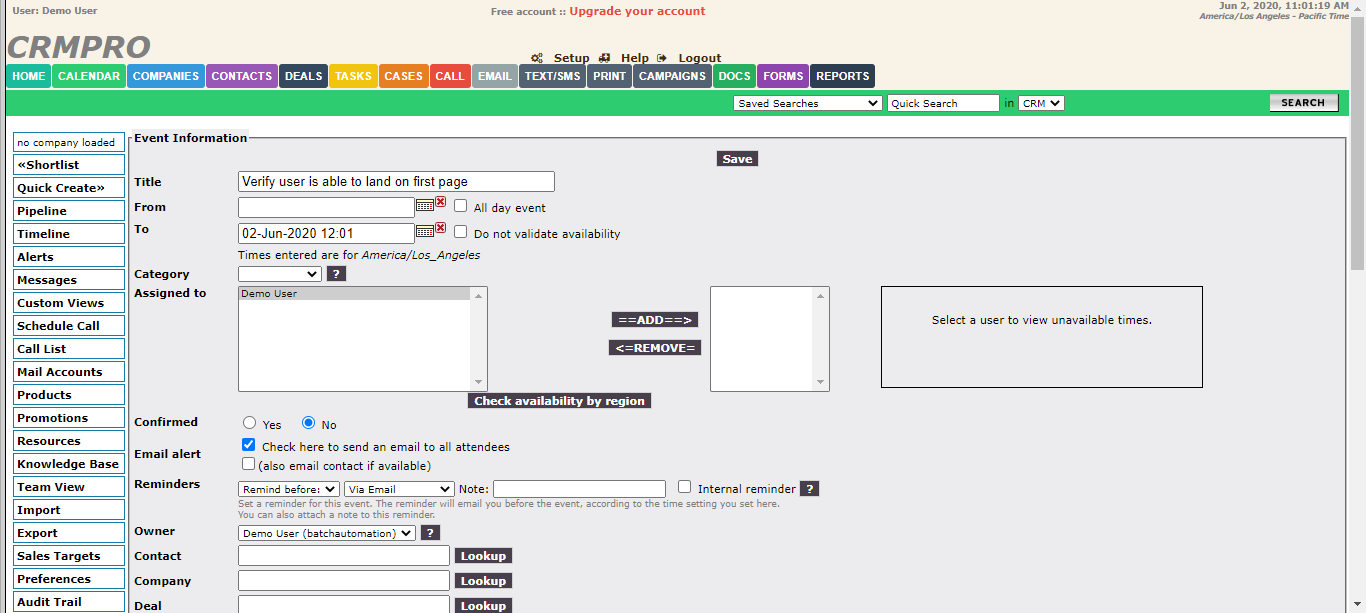 User: Demo User
Free account :: Upgrade your account
Jun 2, 2020, 11:01:19 AM
America/Los Angeles - Pacific Time
CRMPRO
Setup Help Logout
HOME CALENDAR COMPANIES CONTACTS DEALS TASKS CASES CALL EMAIL TEXT/SMS PRINT CAMPAIGNS DOCS FORMS REPORTS
Saved Searches Quick Search in CRM SEARCH
no company loaded
«Shortlist
Quick Create»
Pipeline
Timeline
Alerts
Messages
Custom Views
Schedule Call
Call List
Mail Accounts
Products
Promotions
Resources
Knowledge Base
Team View
Import
Export
Sales Targets
Preferences
Audit Trail
Event Information
Save
Title Verify user is able to land on first page
From All day event
To 02-Jun-2020 12:01 Do not validate availability
Times entered are for America/Los_Angeles
Category ?
Assigned to Demo User
==ADD==>
<=REMOVE=
Select a user to view unavailable times.
Check availability by region
Confirmed Yes No
Email alert Check here to send an email to all attendees
(also email contact if available)
Reminders Remind before: Via Email Note: Internal reminder ?
Set a reminder for this event. The reminder will email you before the event, according to the time setting you set here.
You can also attach a note to this reminder.
Owner Demo User (batchautomation) ?
Contact Lookup
Company Lookup
Deal Lookup